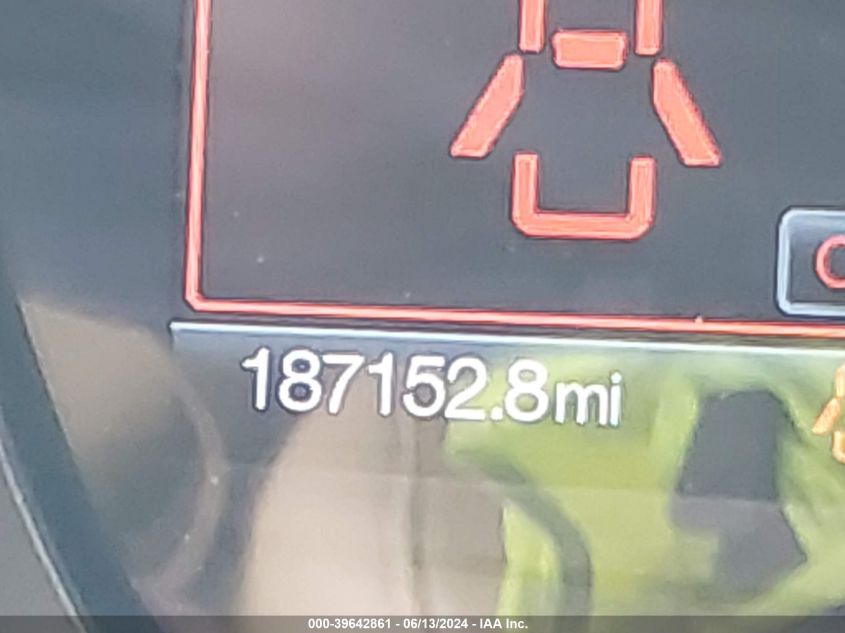 187152.8mi
000-39642861 - 06/13/2024 - IAA Inc.